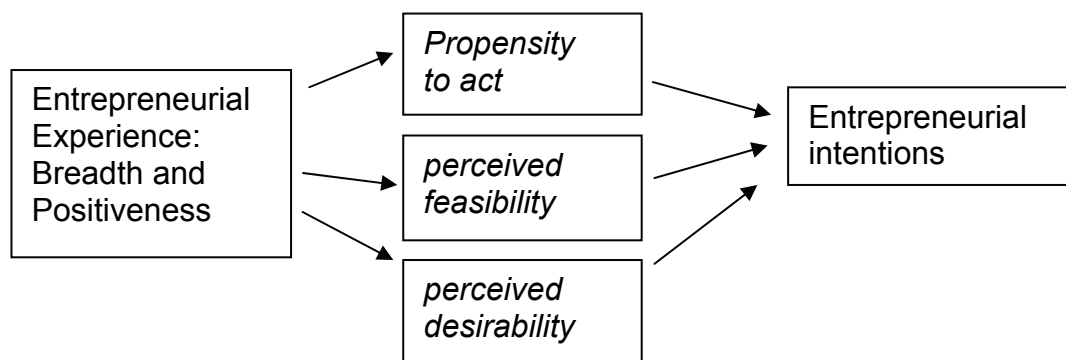 Entrepreneurial
Experience:
Breadth and
Positiveness
Propensity
to act
perceived
feasibility
perceived
desirability
Entrepreneurial
intentions